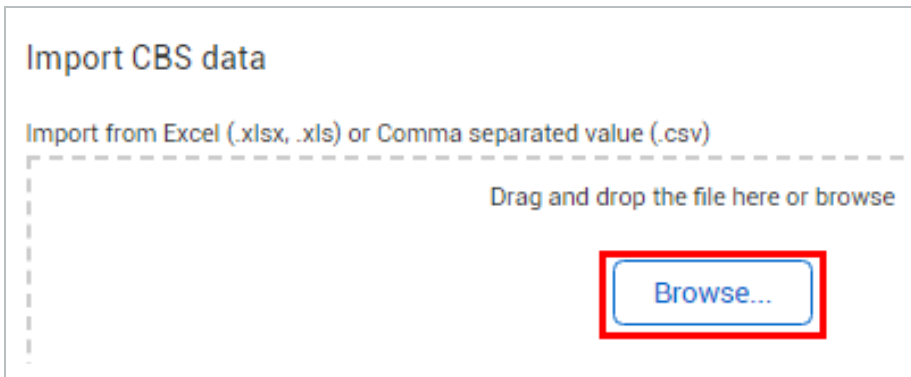 Import CBS data
Import from Excel (.xlsx, .xls) or Comma separated value (.csv)
Drag and drop the file here or browse
Browse...